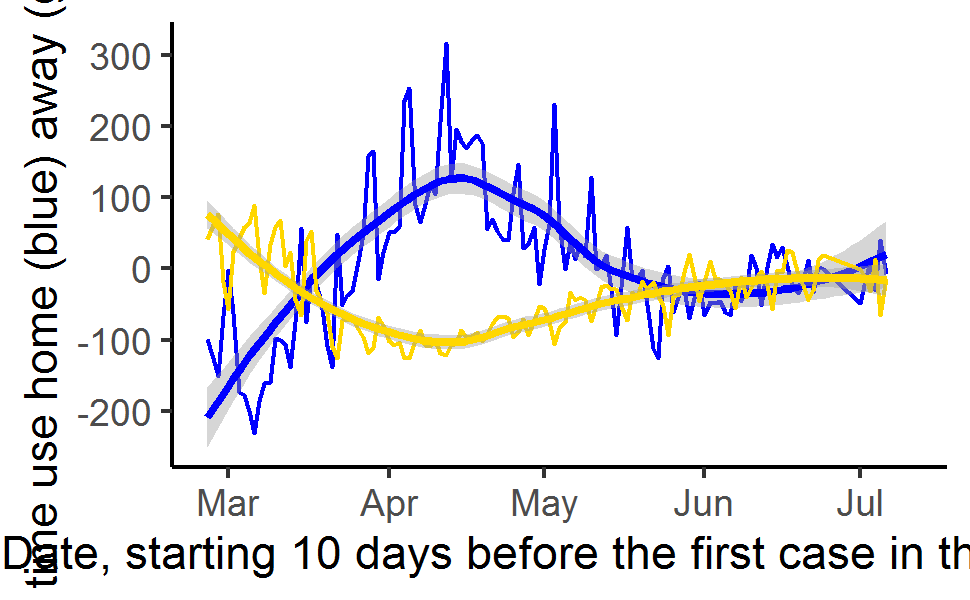 time use home (blue) away (
300
200
100
0
-100
-200
Mar Apr May Jun Jul
Date, starting 10 days before the first case in th